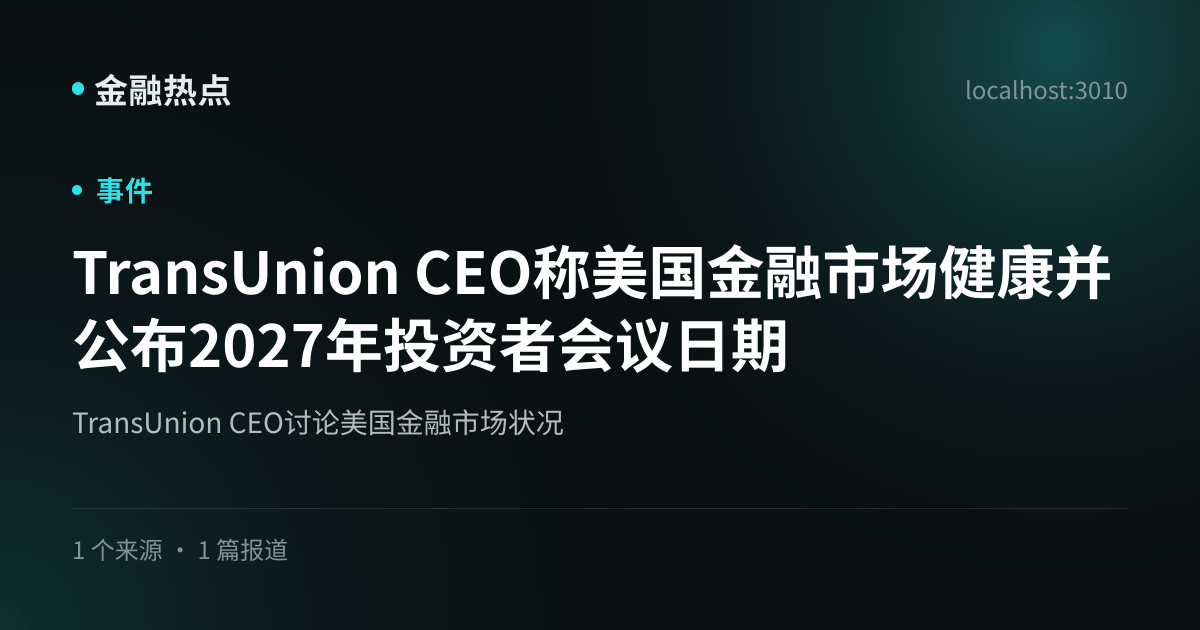 金融热点
localhost:3010
事件
TransUnion CEO称美国金融市场健康并
公布2027年投资者会议日期
TransUnion CEO讨论美国金融市场状况
1 个来源 · 1 篇报道